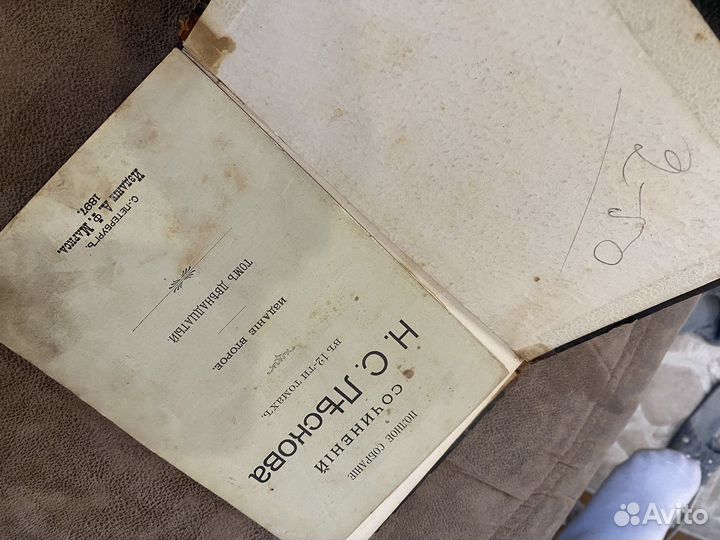 ПОЛНОЕ СОБРАНІЕ
СОЧИНЕНІЙ
Н. С. ЛѢСКОВА
ВЪ 12-ТИ ТОМАХЪ.
ИЗДАНІЕ ВТОРОЕ.
ТОМЪ ДВѢНАДЦАТЫЙ
С.-ПЕТЕРБУРГЪ.
Изданіе А. Ф. Маркса.
1897.
Avito